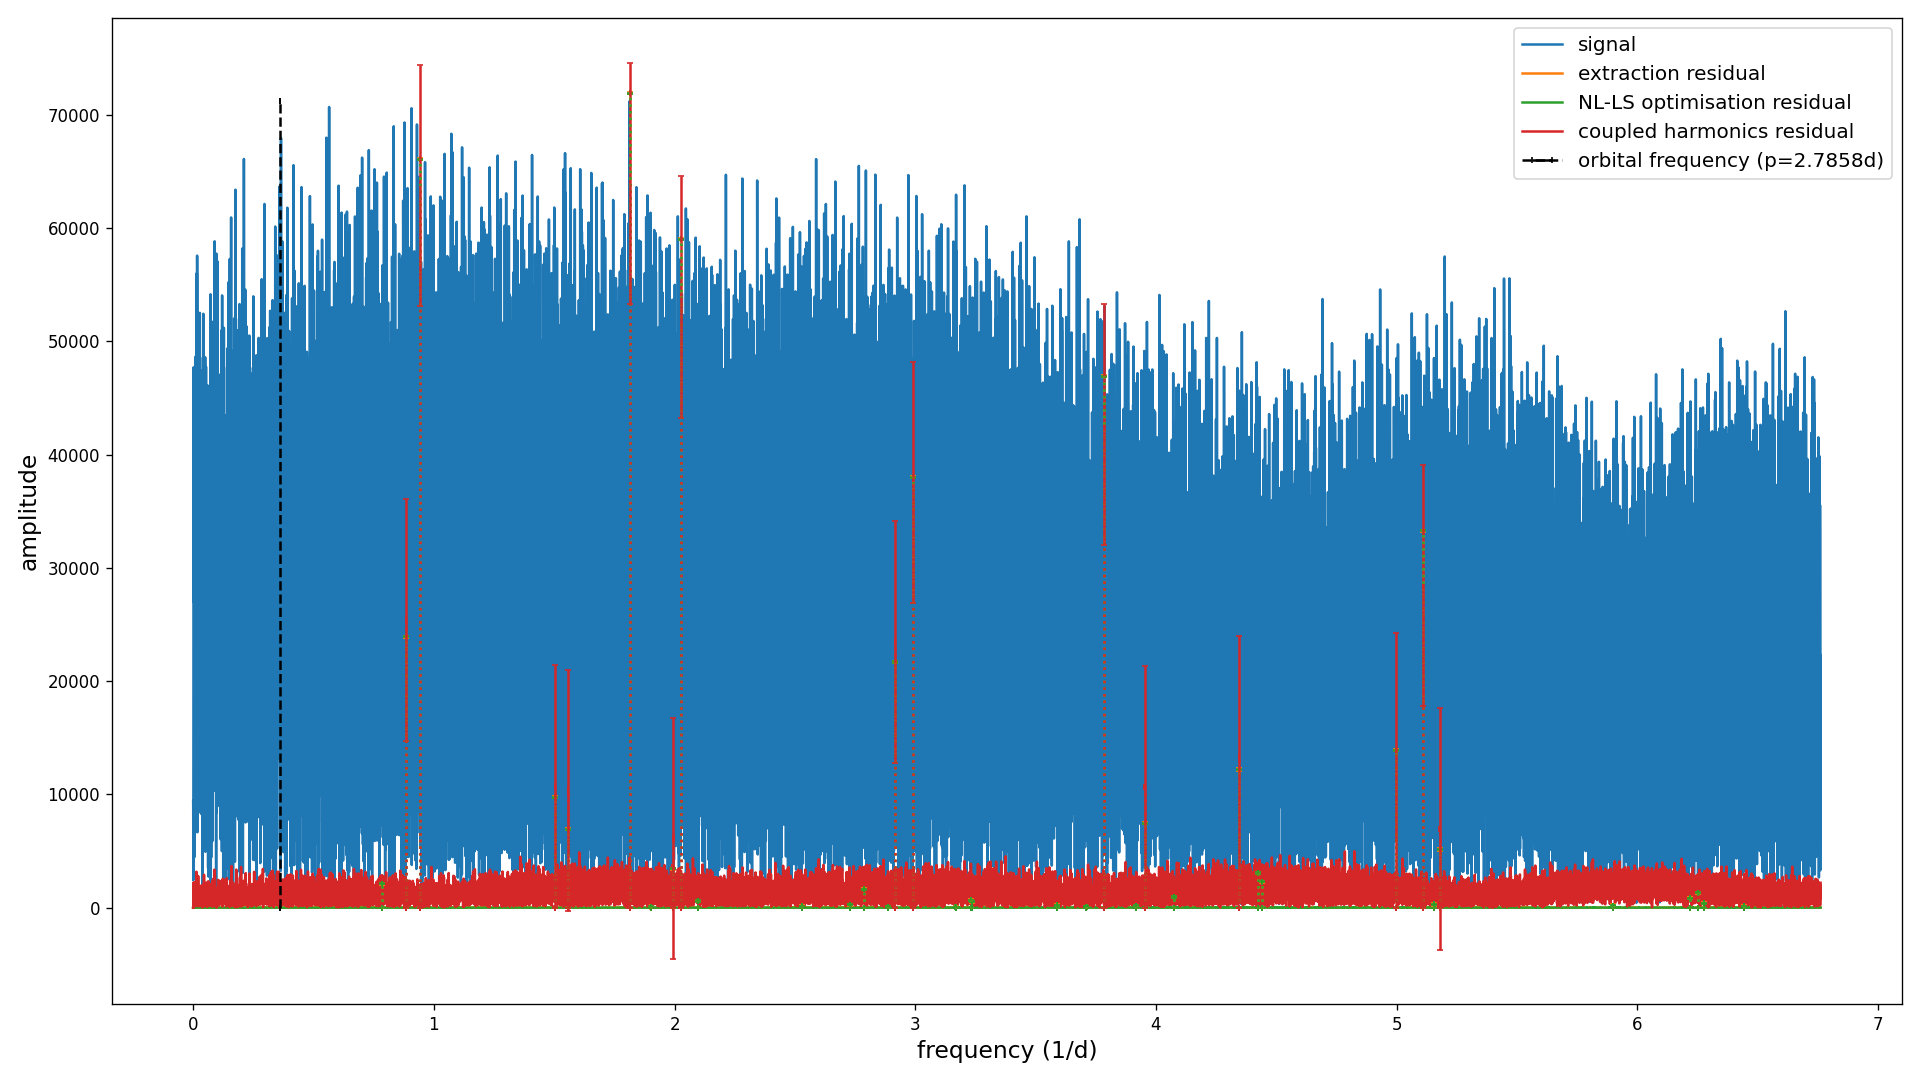 signal
extraction residual
NL-LS optimisation residual
coupled harmonics residual
orbital frequency (p=2.7858d)
amplitude
70000
60000
50000
40000
30000
20000
10000
0
0 1 2 3 4 5 6 7
frequency (1/d)